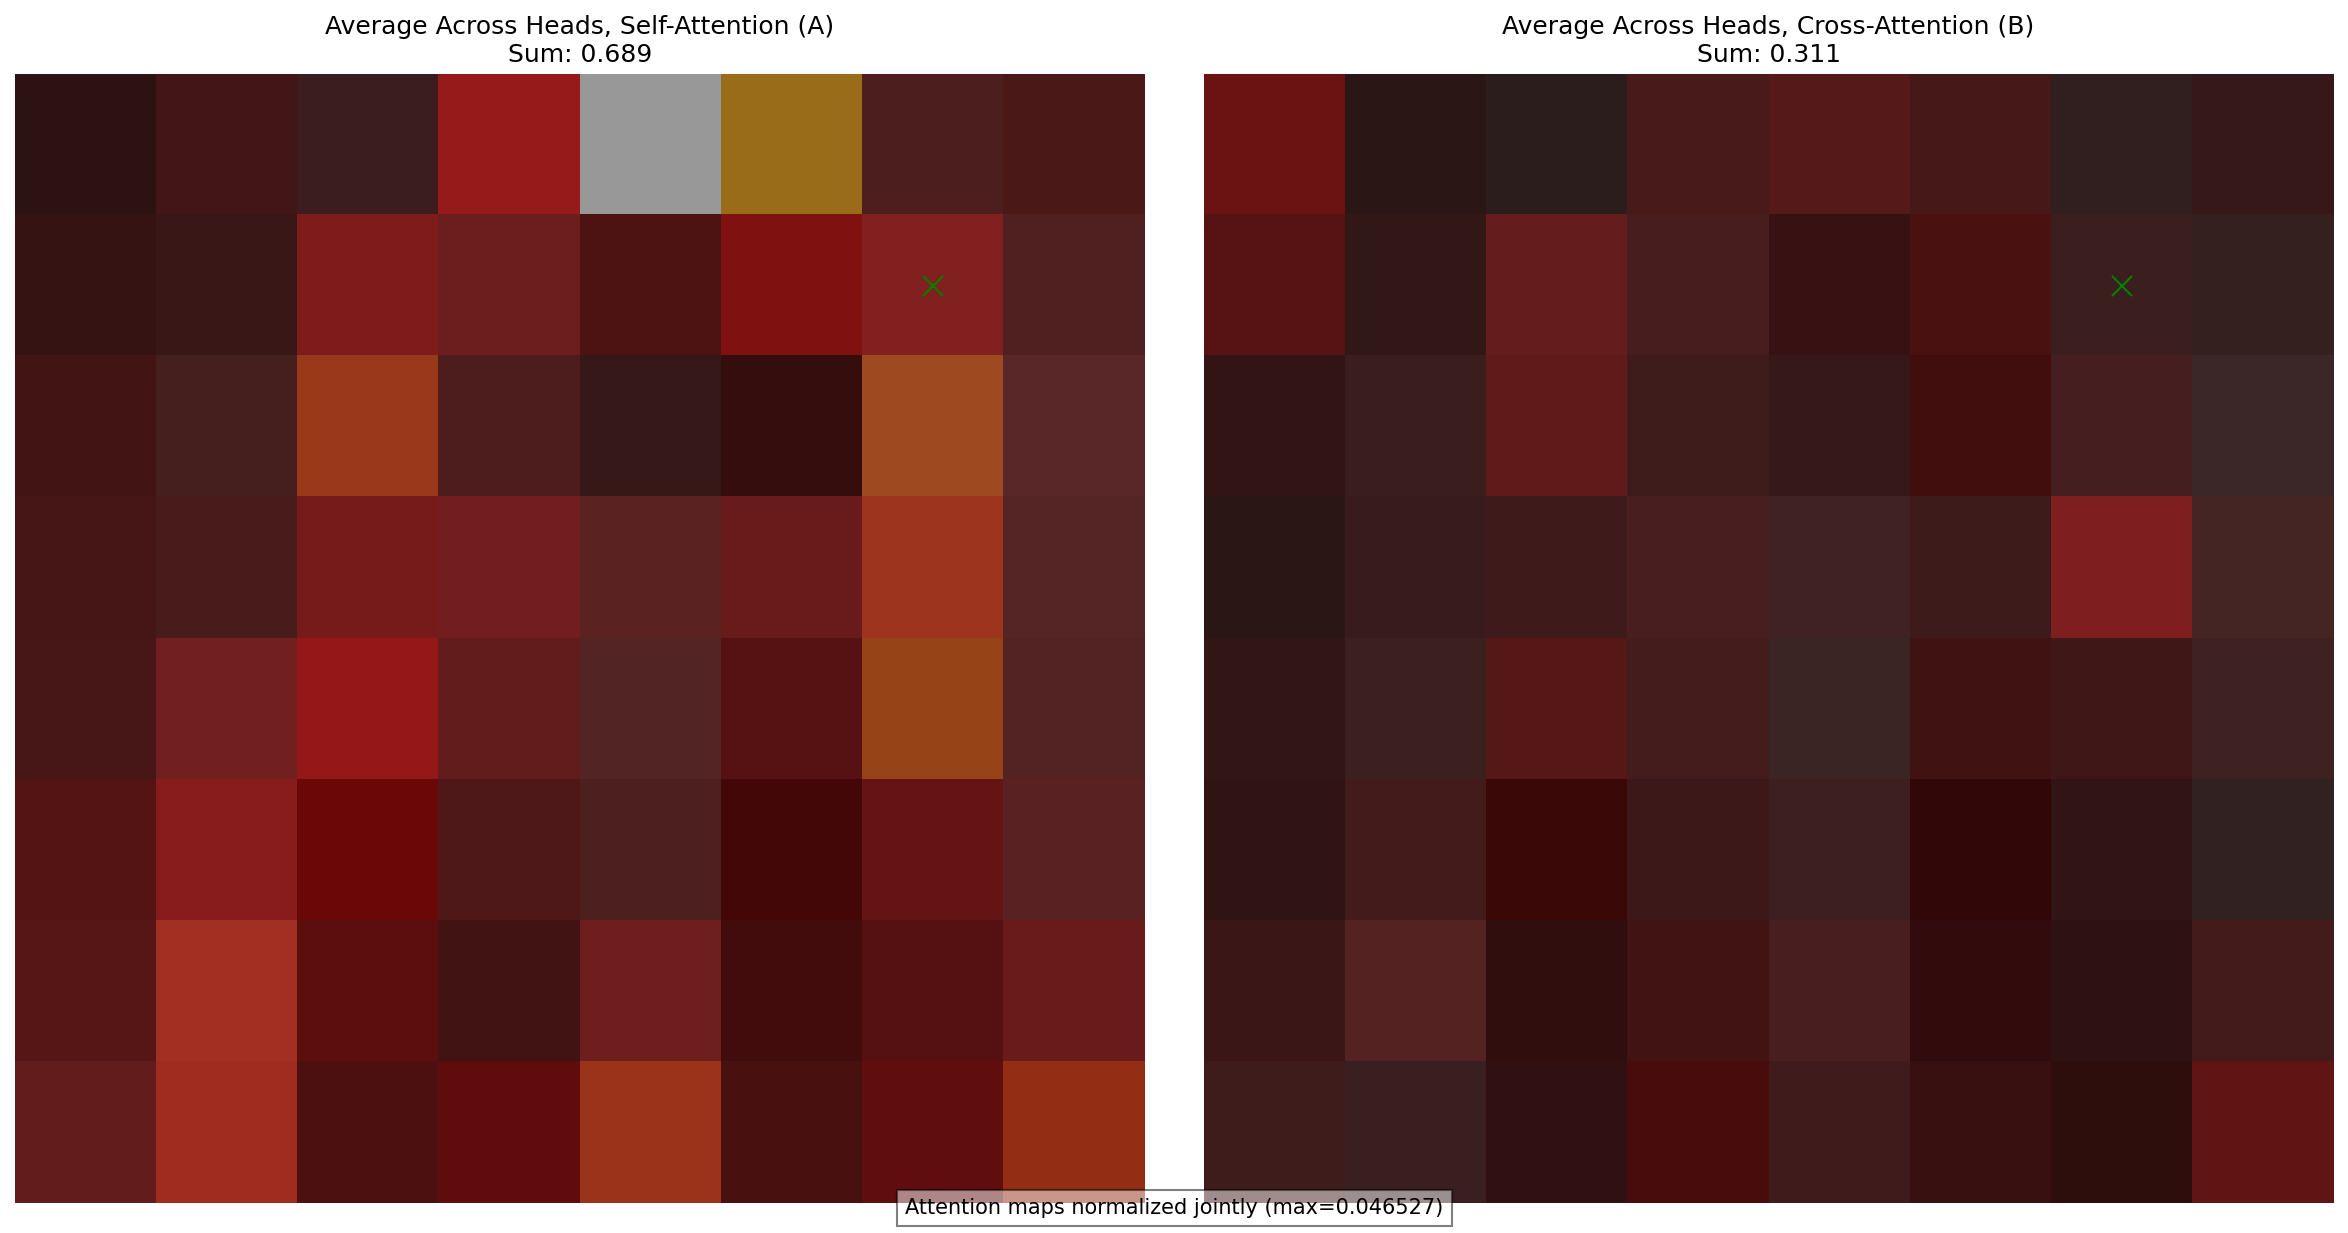 Average Across Heads, Self-Attention (A)
Sum: 0.689
Average Across Heads, Cross-Attention (B)
Sum: 0.311
Attention maps normalized jointly (max=0.046527)